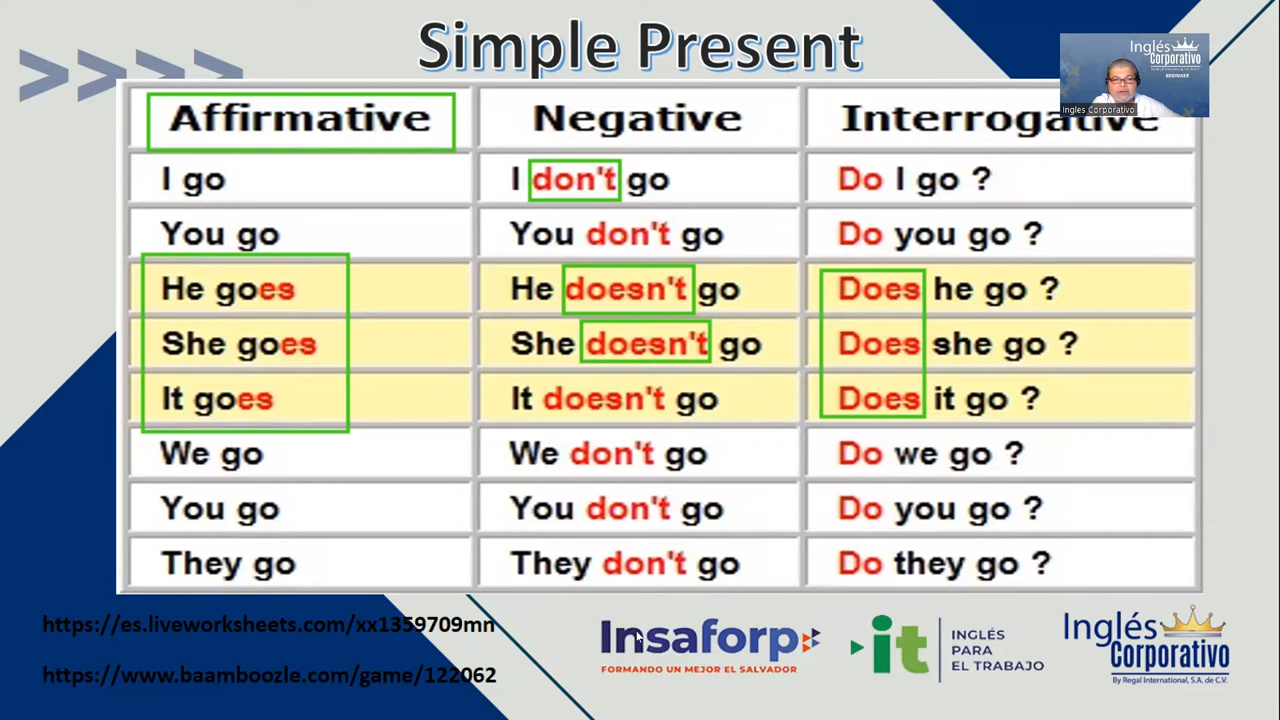 Simple Present
Inglés
Corporativo
BEGINNER
Ingles Corporativo
Affirmative Negative Interrogative
I go I don't go Do I go ?
You go You don't go Do you go ?
He goes He doesn't go Does he go ?
She goes She doesn't go Does she go ?
It goes It doesn't go Does it go ?
We go We don't go Do we go ?
You go You don't go Do you go ?
They go They don't go Do they go ?
https://es.liveworksheets.com/xx1359709mn
https://www.baamboozle.com/game/122062
Insaforp
FORMANDO UN MEJOR EL SALVADOR
it
INGLÉS
PARA
EL TRABAJO
Inglés
Corporativo
By Regal International, S.A. de C.V.